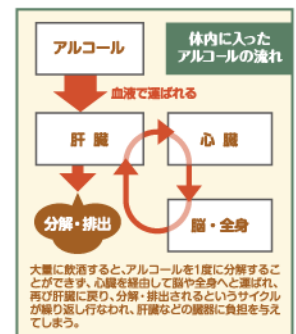 体内に入った
アルコールの流れ
アルコール
血液で運ばれる
肝臓
心臓
分解・排出
脳・全身
大量に飲酒すると、アルコールを1度に分解するこ
とができず、心臓を経由して脳や全身へと運ばれ、
再び肝臓に戻り、分解・排出されるというサイクル
が繰り返し行なわれ、肝臓などの臓器に負担を与え
てしまう。